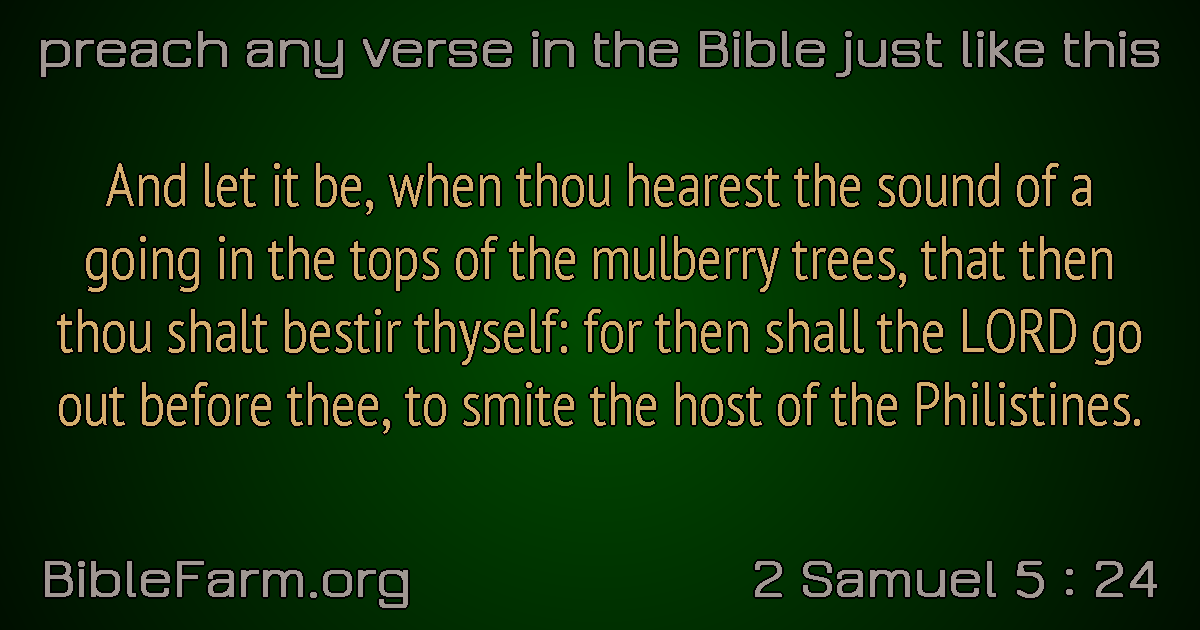 preach any verse in the Bible just like this
And let it be, when thou hearest the sound of a
going in the tops of the mulberry trees, that then
thou shalt bestir thyself: for then shall the LORD go
out before thee, to smite the host of the Philistines.
BibleFarm.org
2 Samuel 5 : 24